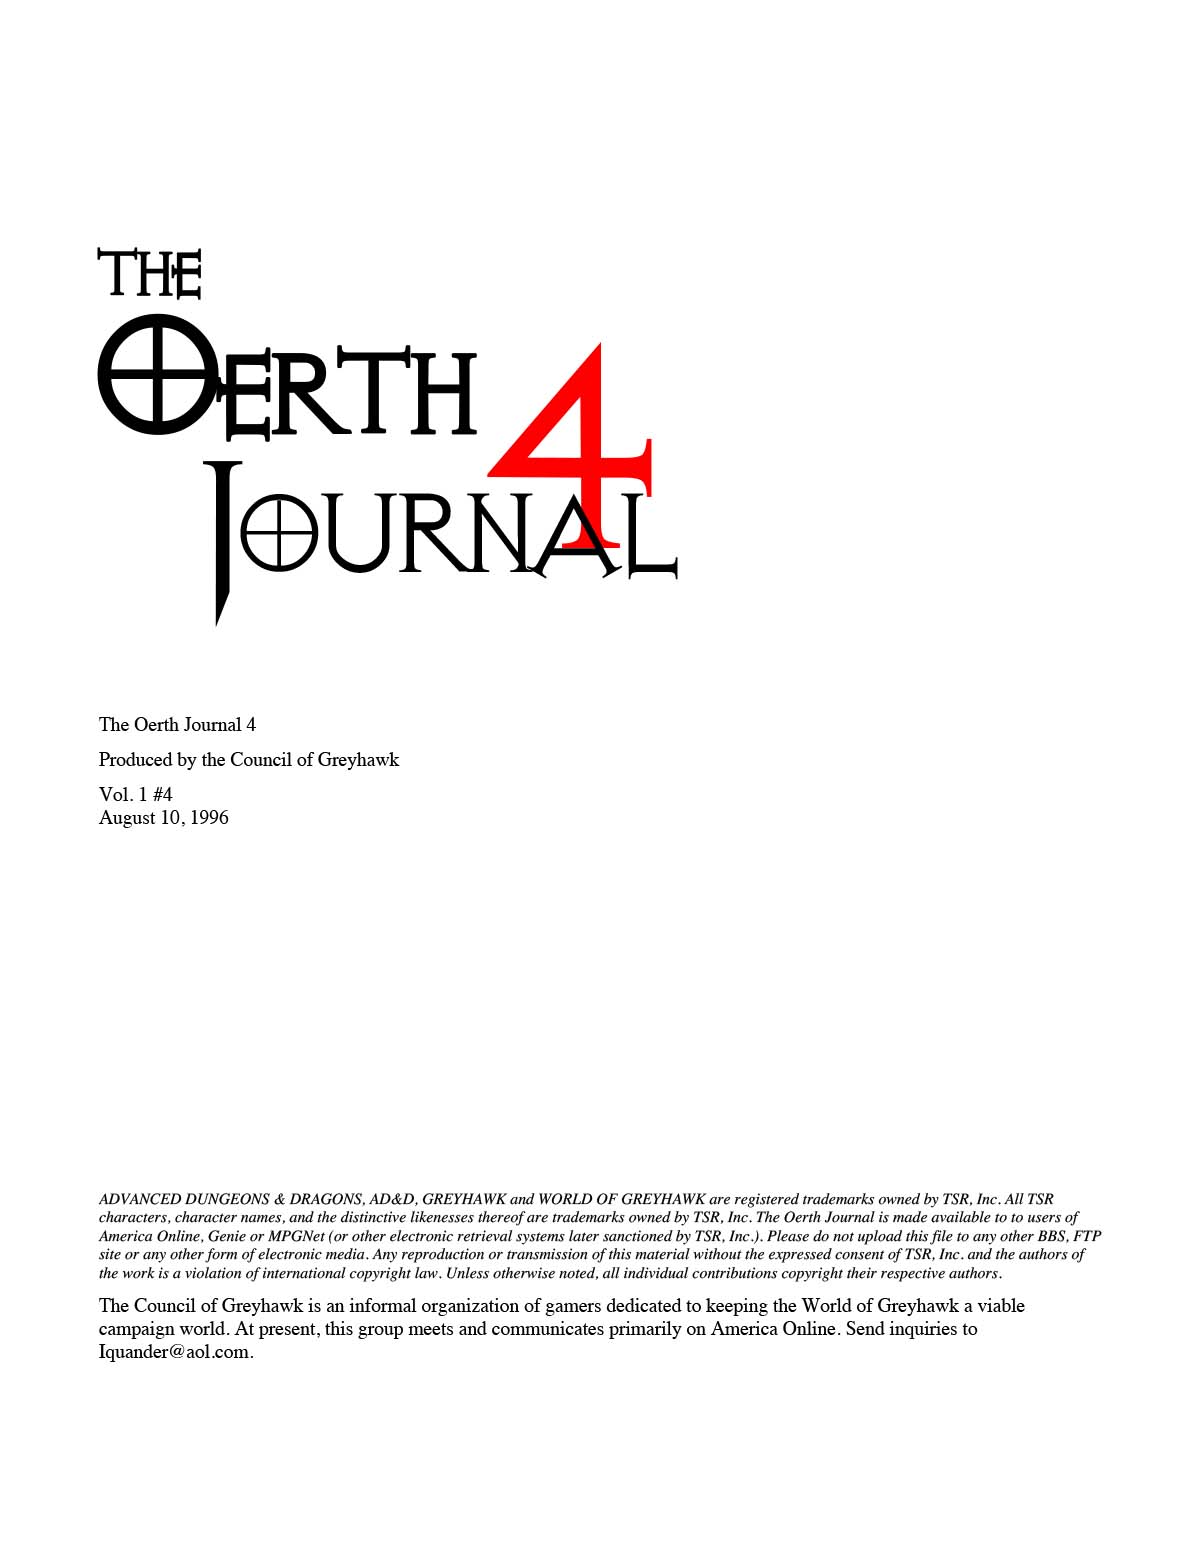 THE
OERTH 4
JOURNAL
The Oerth Journal 4
Produced by the Council of Greyhawk
Vol. 1 #4
August 10, 1996
ADVANCED DUNGEONS & DRAGONS, AD&D, GREYHAWK and WORLD OF GREYHAWK are registered trademarks owned by TSR, Inc. All TSR
characters, character names, and the distinctive likenesses thereof are trademarks owned by TSR, Inc. The Oerth Journal is made available to to users of
America Online, Genie or MPGNet (or other electronic retrieval systems later sanctioned by TSR, Inc.). Please do not upload this file to any other BBS, FTP
site or any other form of electronic media. Any reproduction or transmission of this material without the expressed consent of TSR, Inc. and the authors of
the work is a violation of international copyright law. Unless otherwise noted, all individual contributions copyright their respective authors.
The Council of Greyhawk is an informal organization of gamers dedicated to keeping the World of Greyhawk a viable
campaign world. At present, this group meets and communicates primarily on America Online. Send inquiries to
Iquander@aol.com.